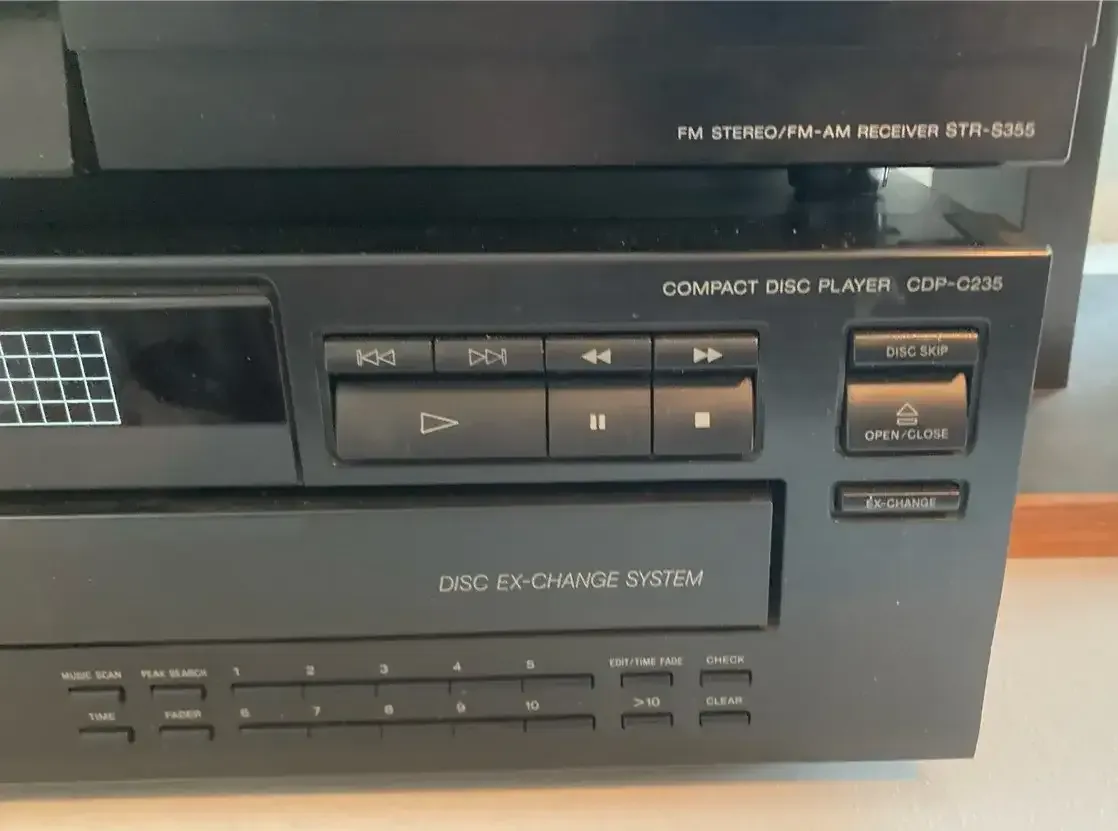 FM STEREO/FM-AM RECEIVER STR-S355
COMPACT DISC PLAYER CDP-C235
DISC SKIP
OPEN/CLOSE
EX-CHANGE
DISC EX-CHANGE SYSTEM
MUSIC SCAN PEAK SEARCH 1 2 3 4 5 EDIT/TIME FADE CHECK
TIME FADER 6 7 8 9 10 >10 CLEAR